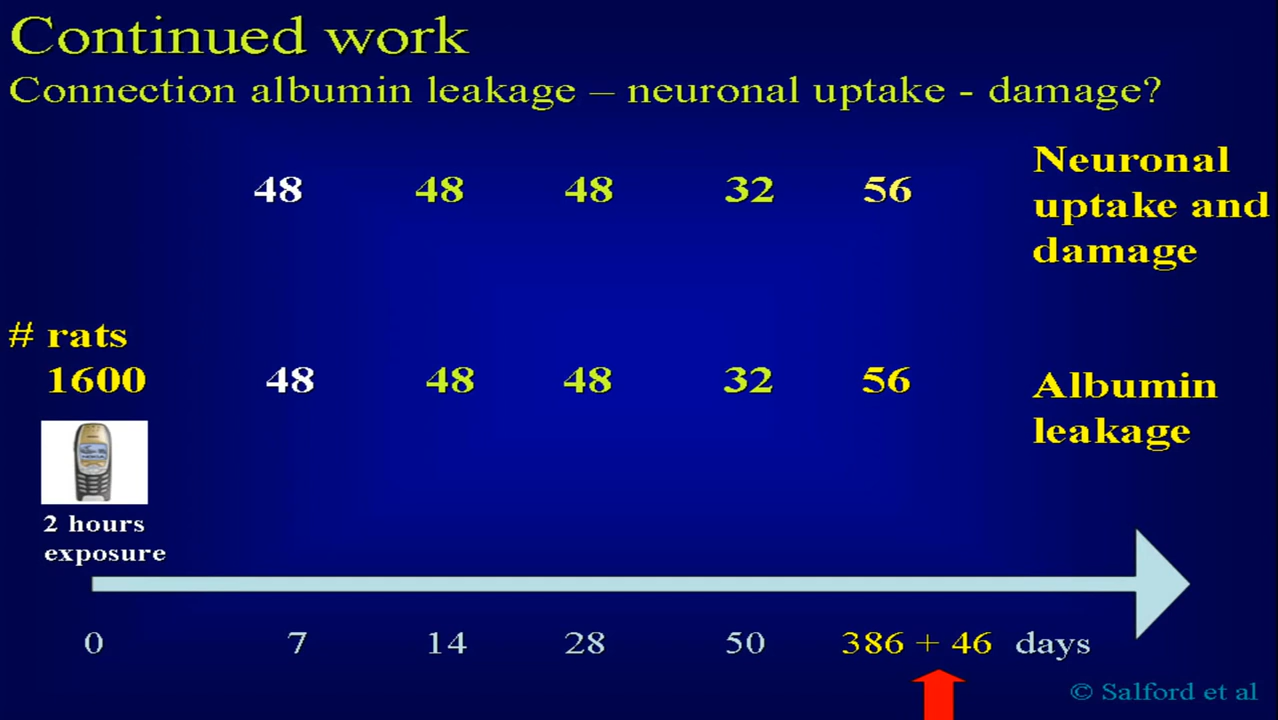 Continued work
Connection albumin leakage – neuronal uptake - damage?
48 48 48 32 56
Neuronal
uptake and
damage
# rats
1600
48 48 48 32 56
Albumin
leakage
2 hours
exposure
0 7 14 28 50 386 + 46 days
© Salford et al